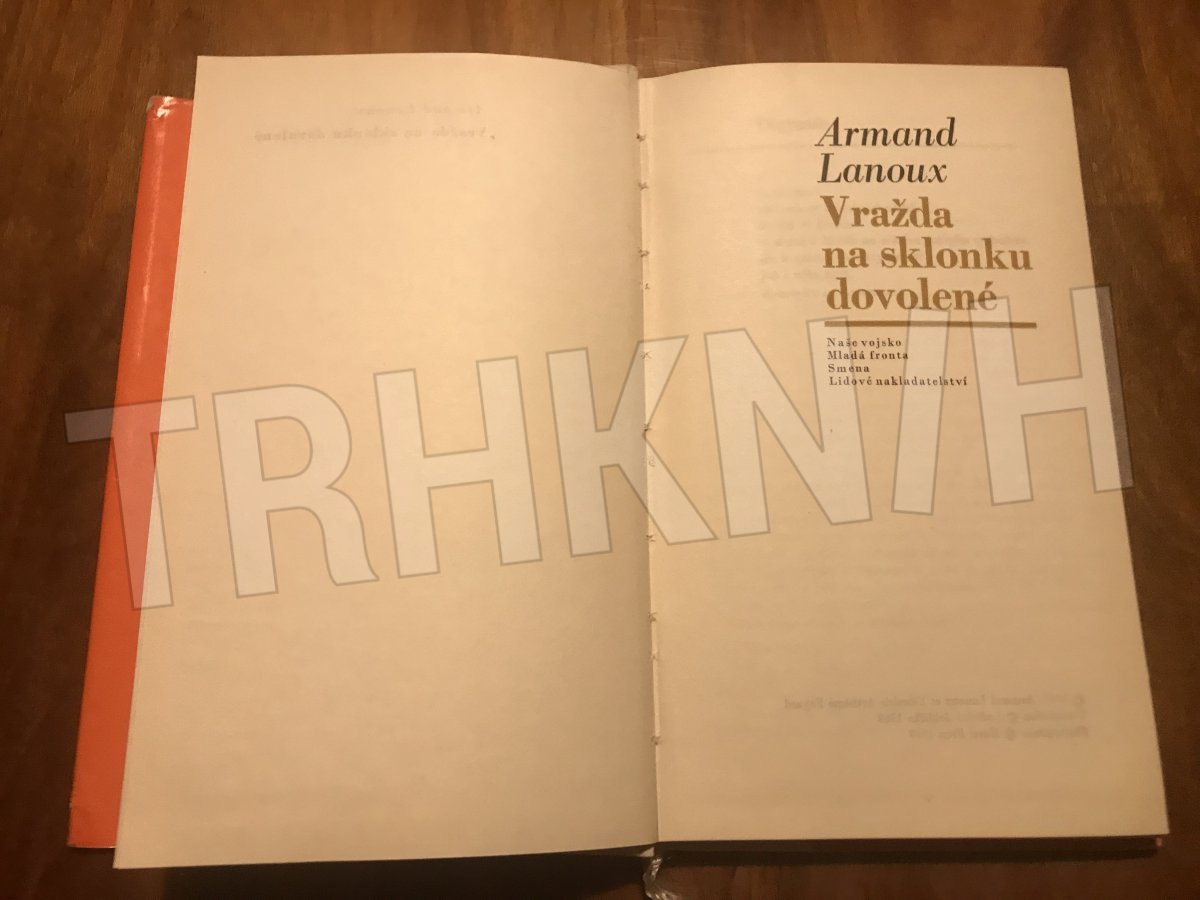 Armand
Lanoux
Vražda
na sklonku
dovolené
Naše vojsko
Mladá fronta
Smena
Lidové nakladatelství
TRHKNIH